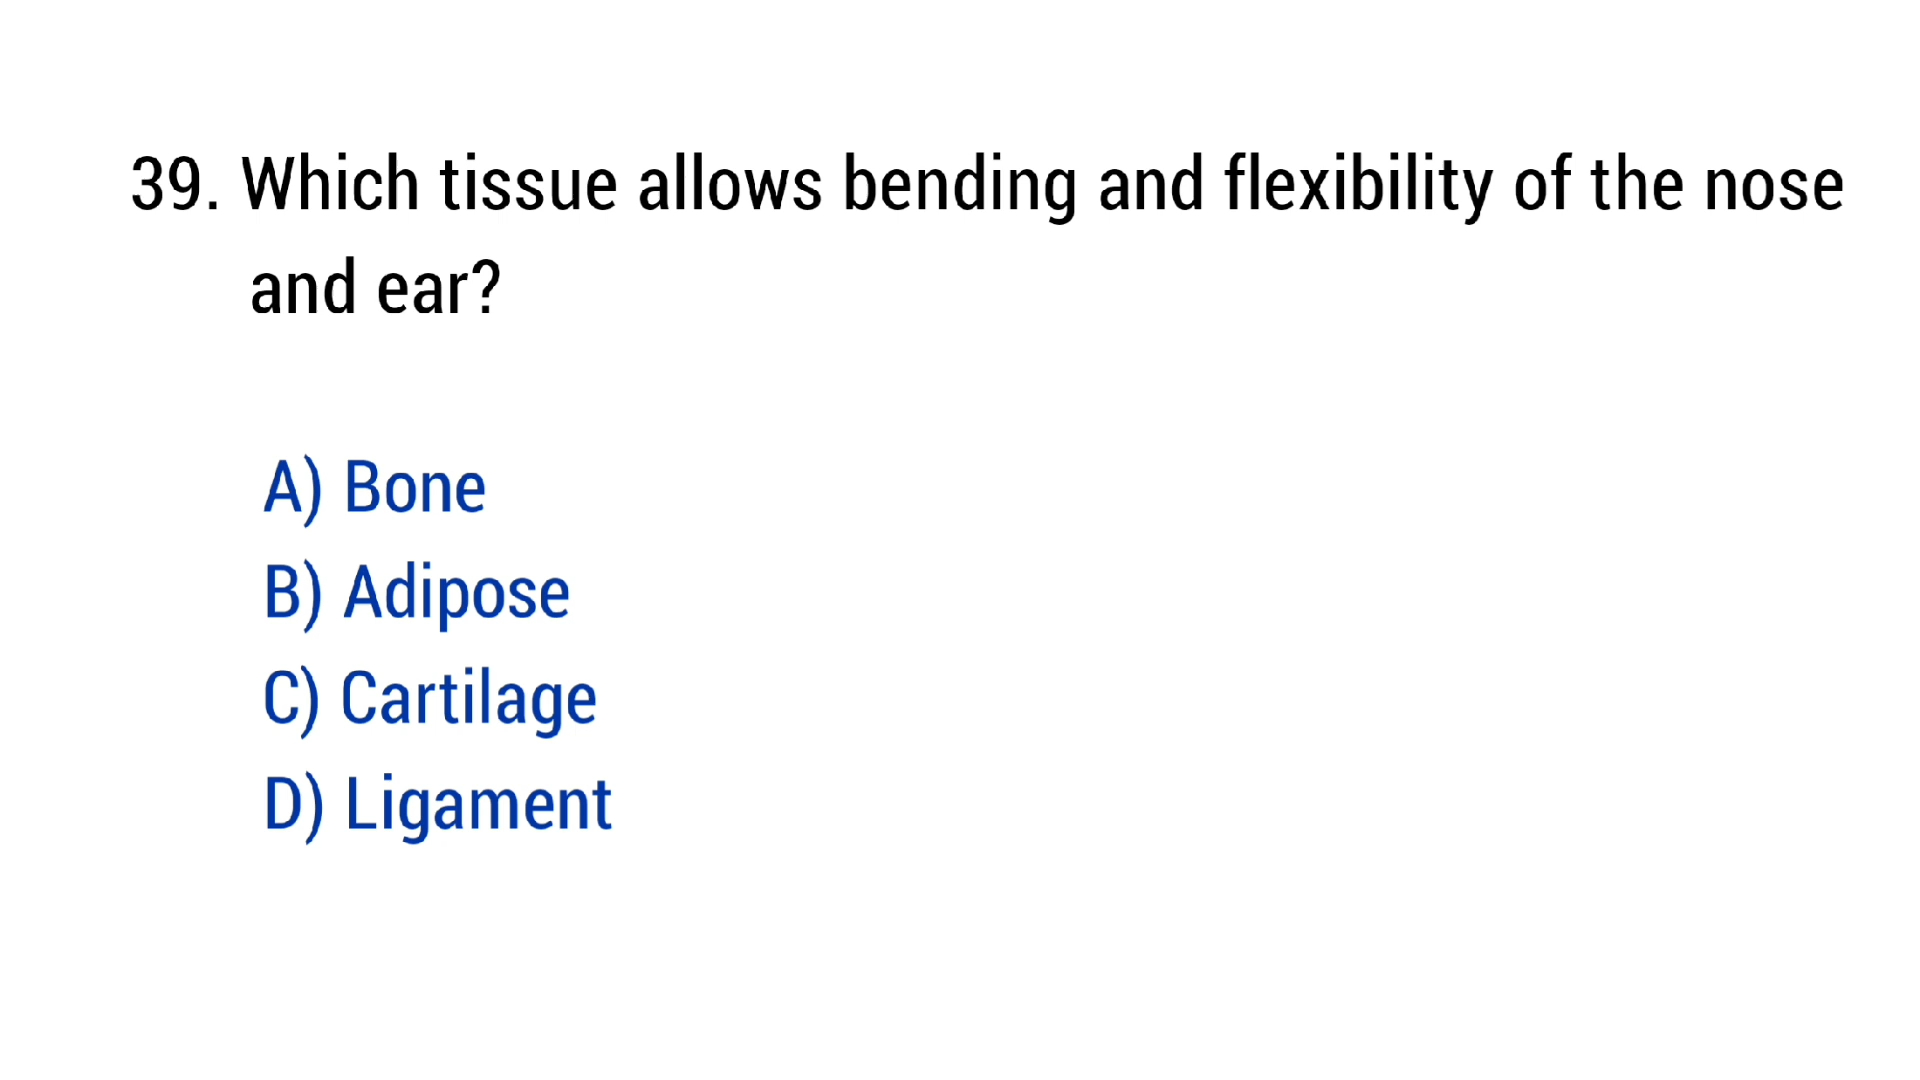 39. Which tissue allows bending and flexibility of the nose
and ear?
A) Bone
B) Adipose
C) Cartilage
D) Ligament